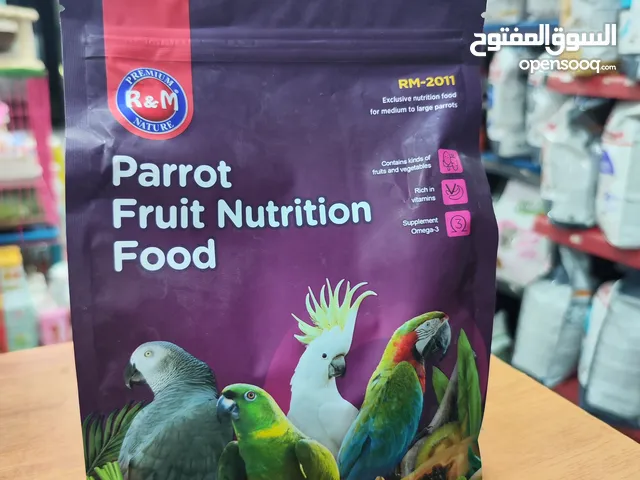 السوق المفتوح
opensooq.com
PREMIUM
R&M
NATURE
RM-2011
Exclusive nutrition food
for medium to large parrots
Parrot
Fruit Nutrition
Food
Contains kinds of
fruits and vegetables
Rich in
vitamins
Supplement
Omega-3
3